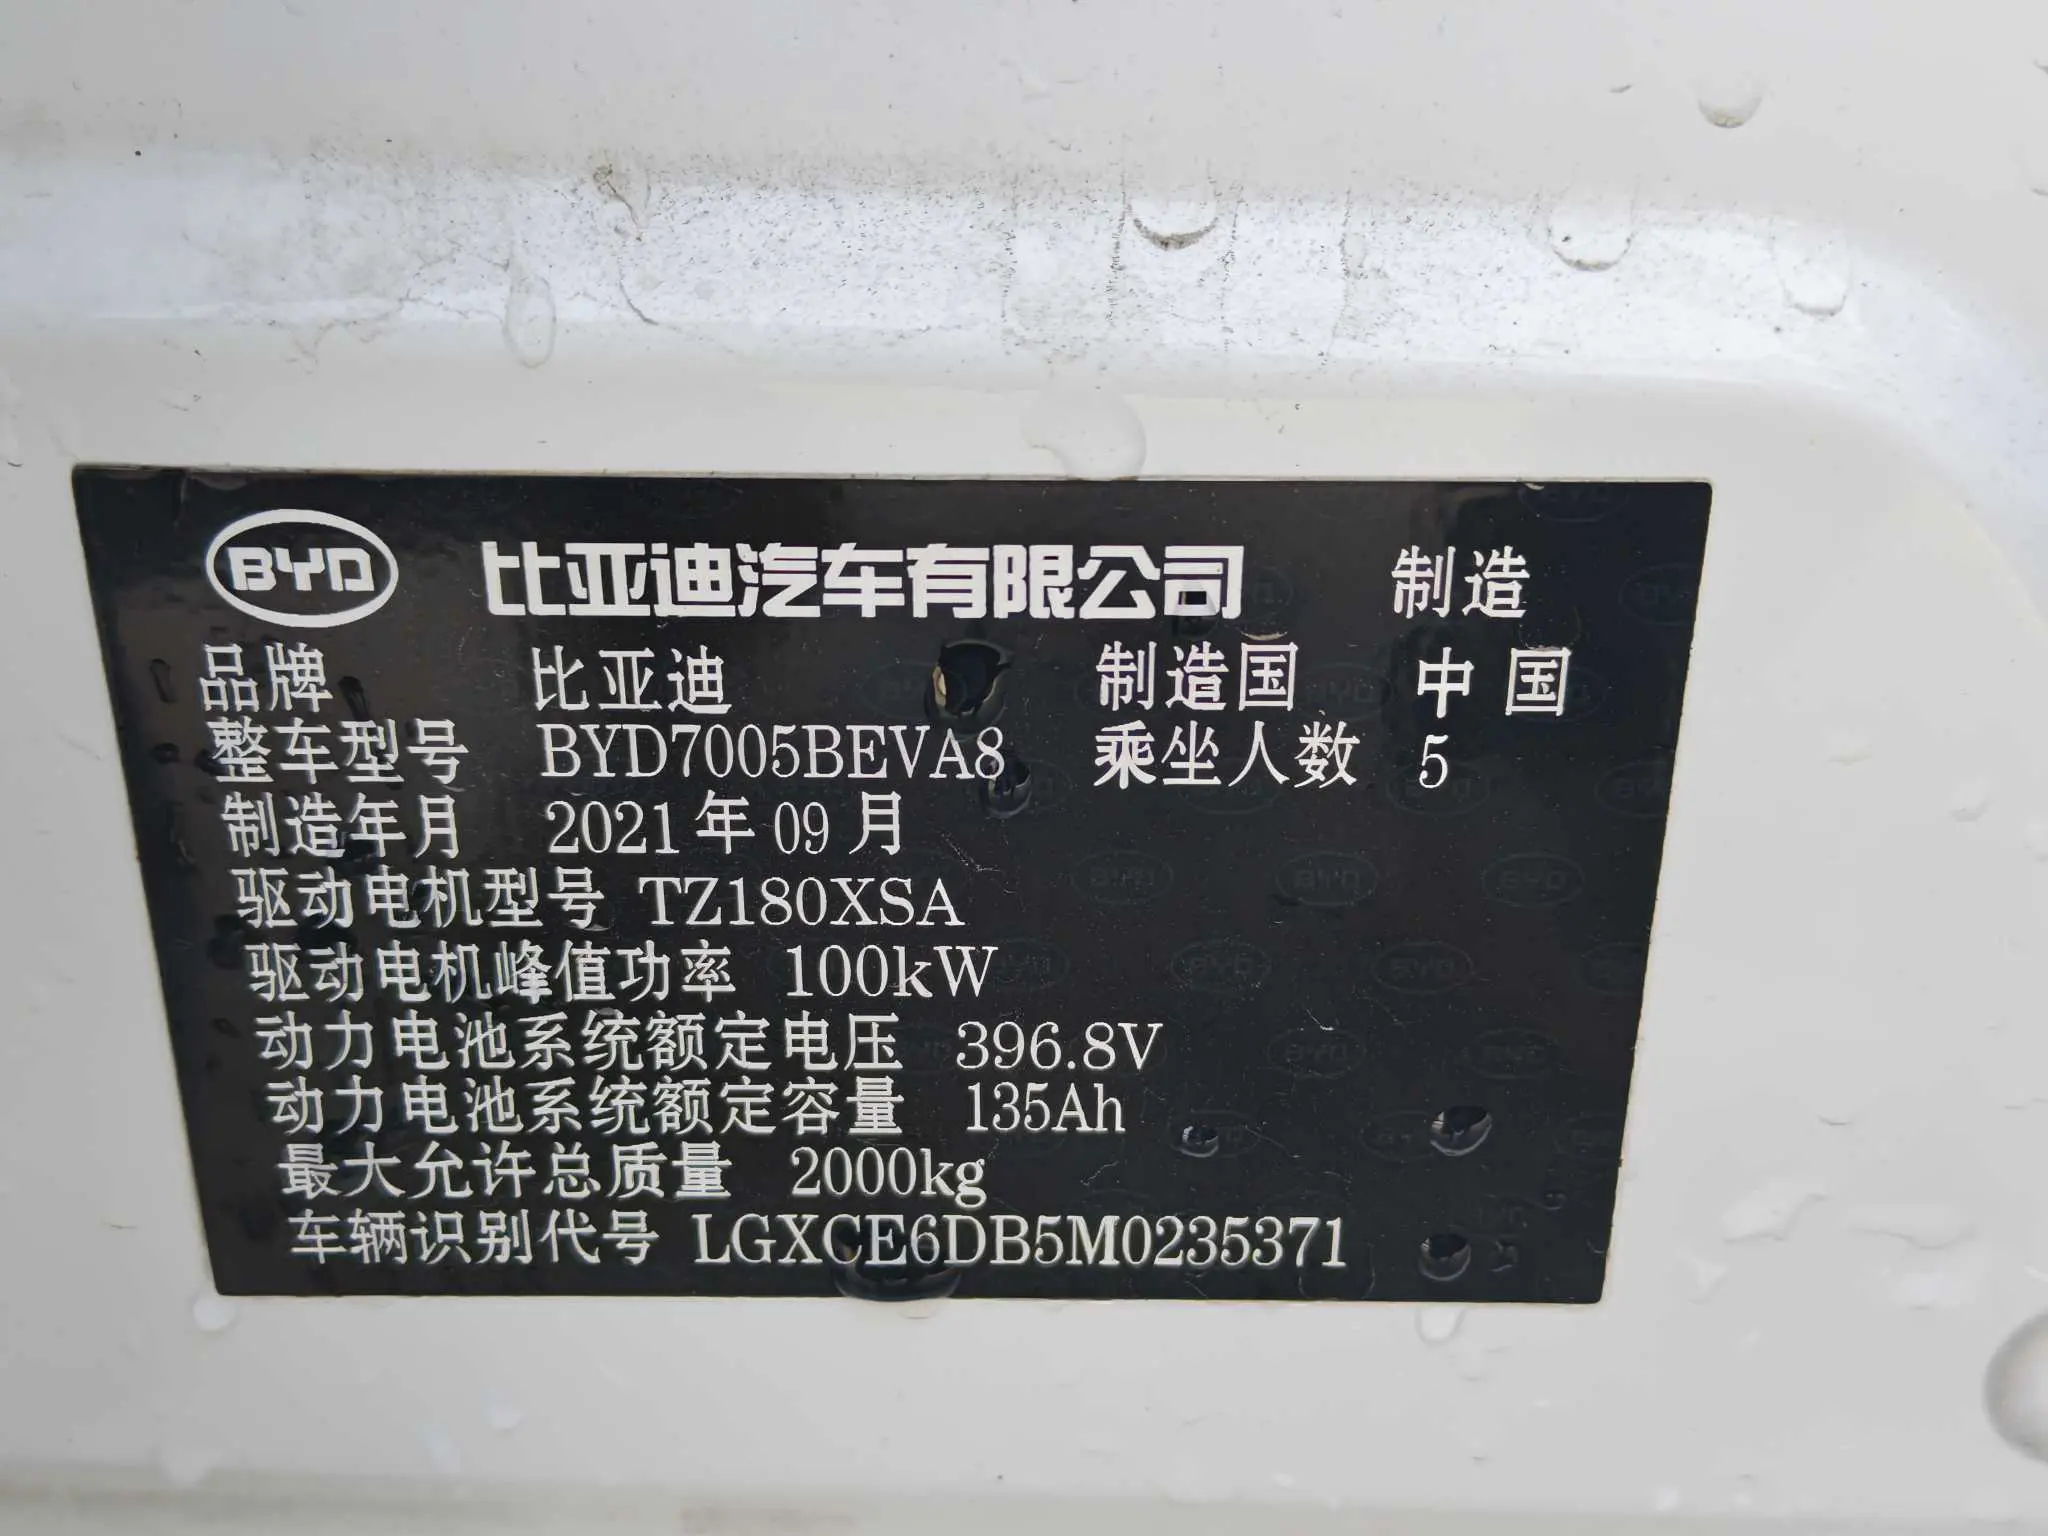 BYD 比亚迪汽车有限公司 制造
品牌 比亚迪 制造国 中国
整车型号 BYD7005BEVA8 乘坐人数 5
制造年月 2021年09月
驱动电机型号 TZ180XSA
驱动电机峰值功率 100kW
动力电池系统额定电压 396.8V
动力电池系统额定容量 135Ah
最大允许总质量 2000kg
车辆识别代号 LGXCE6DB5M0235371